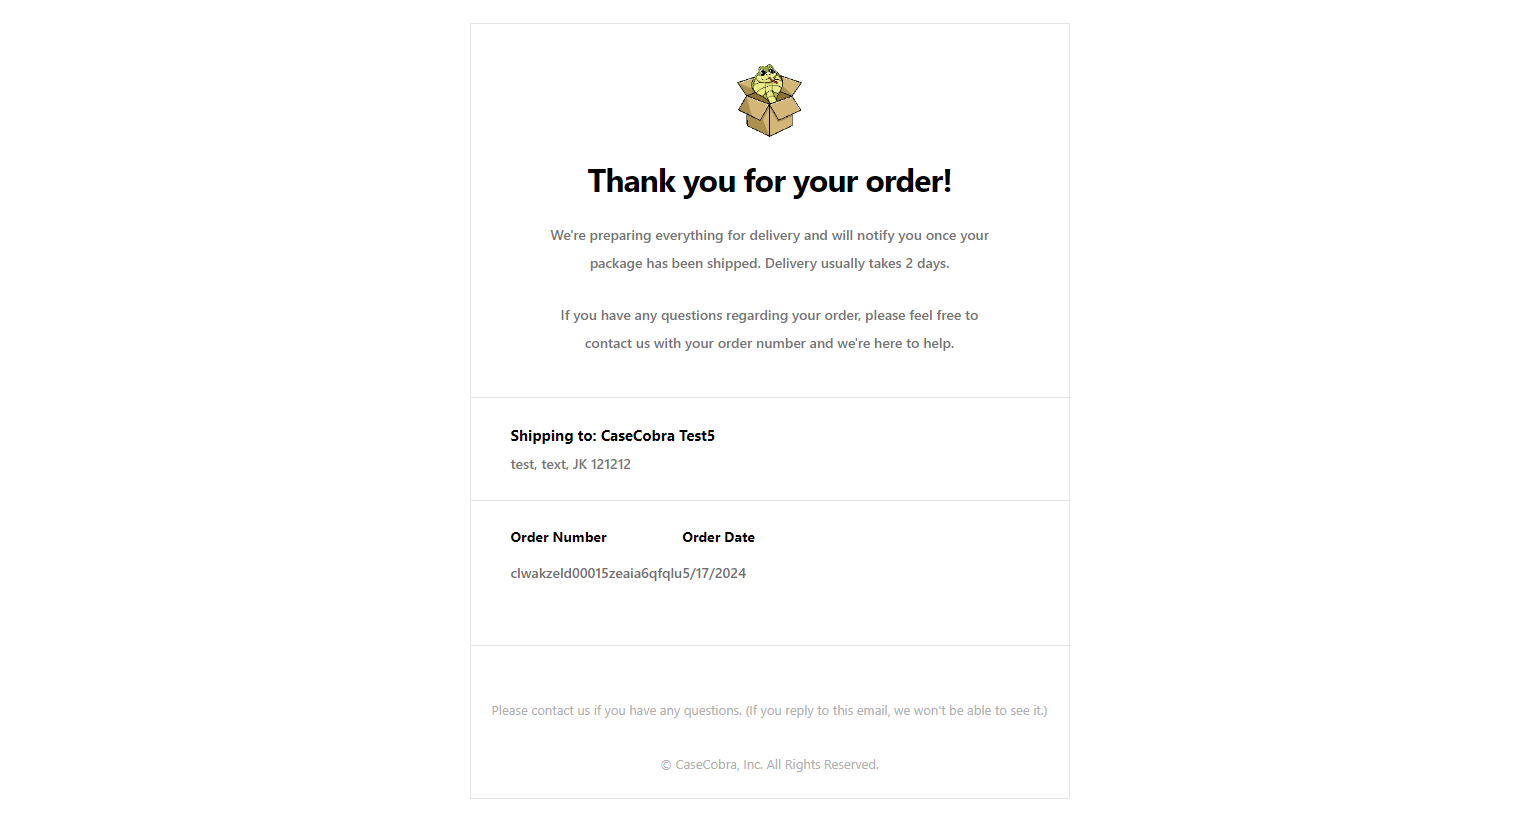 Thank you for your order!
We're preparing everything for delivery and will notify you once your
package has been shipped. Delivery usually takes 2 days.
If you have any questions regarding your order, please feel free to
contact us with your order number and we're here to help.
Shipping to: CaseCobra Test5
test, text, JK 121212
Order Number Order Date
clwakzeld00015zeaia6qfqlu5/17/2024
Please contact us if you have any questions. (If you reply to this email, we won't be able to see it.)
© CaseCobra, Inc. All Rights Reserved.